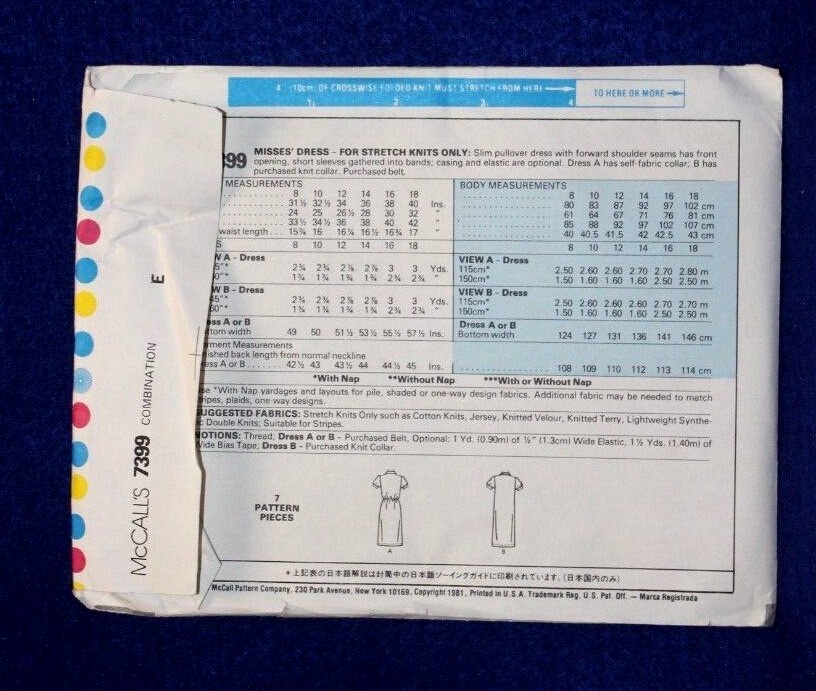 4" (10cm) OF CROSSWISE FOLDED KNIT MUST STRETCH FROM HERE
TO HERE OR MORE
1 2 3 4
99 MISSES' DRESS - FOR STRETCH KNITS ONLY: Slim pullover dress with forward shoulder seams has front
opening, short sleeves gathered into bands; casing and elastic are optional. Dress A has self-fabric collar; B has
purchased knit collar. Purchased belt.
MEASUREMENTS
8 10 12 14 16 18
31½ 32½ 34 36 38 40 Ins.
24 25 26½ 28 30 32 "
33½ 34½ 36 38 40 42 "
waist length... 15¾ 16 16¼ 16½ 16¾ 17 "
S 8 10 12 14 16 18
W A - Dress
5"* 2¾ 2¾ 2⅞ 2⅞ 3 3 Yds.
0"* 1¾ 1¾ 1¾ 1¾ 2¾ 2¾ "
W B - Dress
45"* 2¾ 2¾ 2⅞ 2⅞ 3 3 Yds.
60"* 1¾ 1¾ 1¾ 1¾ 2¾ 2¾ "
ess A or B
ttom width 49 50 51½ 53½ 55½ 57½ Ins.
rment Measurements
nished back length from normal neckline
ess A or B....... 42½ 43 43½ 44 44½ 45 Ins.
BODY MEASUREMENTS
8 10 12 14 16 18
80 83 87 92 97 102 cm
61 64 67 71 76 81 cm
85 88 92 97 102 107 cm
40 40.5 41.5 42 42.5 43 cm
8 10 12 14 16 18
VIEW A - Dress
115cm* 2.50 2.60 2.60 2.70 2.70 2.80 m
150cm* 1.50 1.60 1.60 1.60 2.50 2.50 m
VIEW B - Dress
115cm* 2.50 2.60 2.60 2.70 2.70 2.70 m
150cm* 1.50 1.60 1.60 1.60 2.50 2.50 m
Dress A or B
Bottom width 124 127 131 136 141 146 cm
108 109 110 112 113 114 cm
*With Nap **Without Nap ***With or Without Nap
se *With Nap yardages and layouts for pile, shaded or one-way design fabrics. Additional fabric may be needed to match
ripes, plaids, one way designs.
UGGESTED FABRICS: Stretch Knits Only such as Cotton Knits, Jersey, Knitted Velour, Knitted Terry, Lightweight Synthe-
c Double Knits; Suitable for Stripes.
NOTIONS: Thread; Dress A or B - Purchased Belt, Optional: 1 Yd. (0.90m) of ½" (1.3cm) Wide Elastic, 1½ Yds. (1.40m) of
Wide Bias Tape; Dress B - Purchased Knit Collar.
7
PATTERN
PIECES
A
B
*上記表の日本語解説は封筒中の日本語ソーイングガイドに印刷されています。(日本国内のみ)
McCall Pattern Company, 230 Park Avenue, New York 10169, Copyright 1981, Printed in U.S.A. Trademark Reg. U.S. Pat. Off. — Marca Registrada
McCALL'S 7399 COMBINATION E